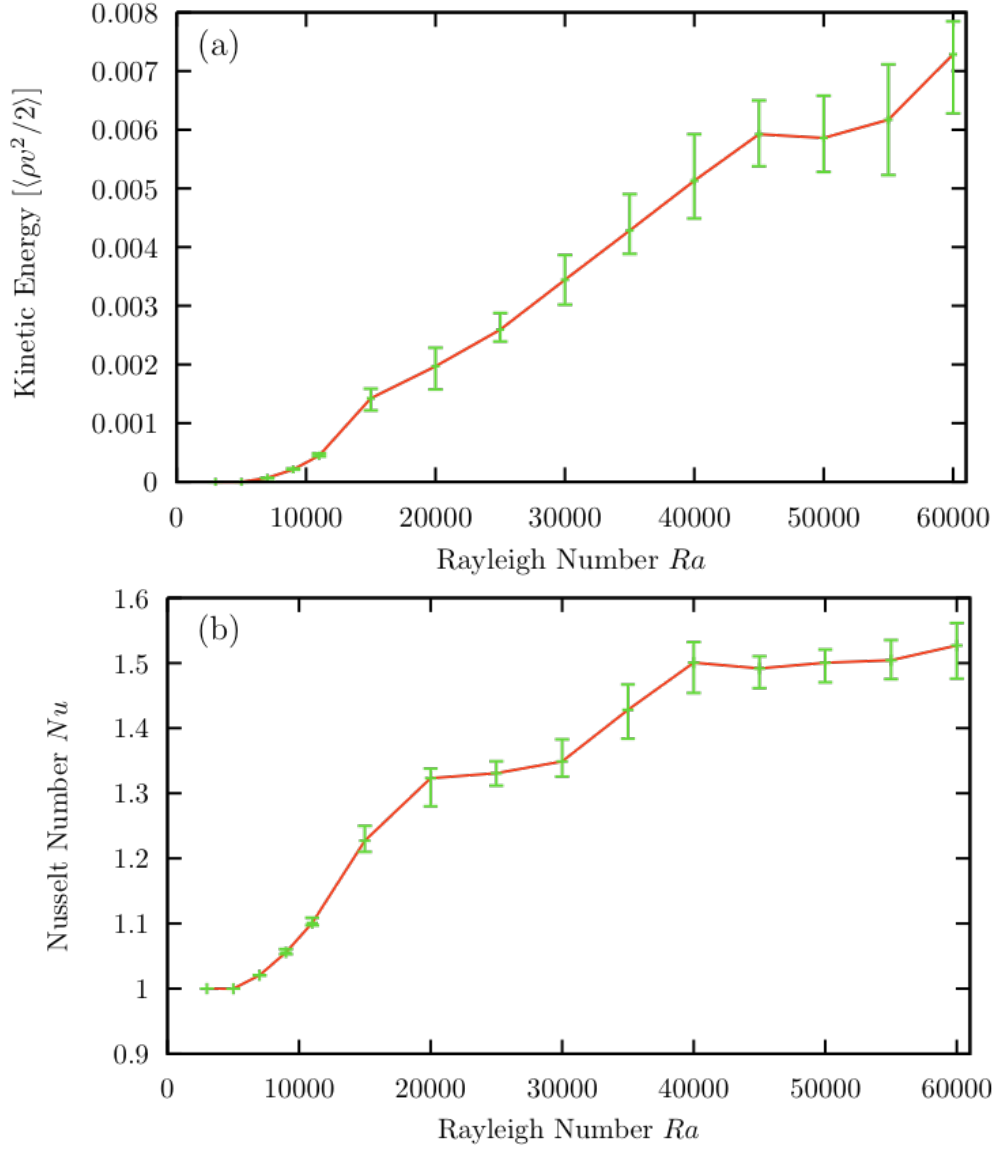 (a)
Kinetic Energy [⟨ρv²/2⟩]
0.008
0.007
0.006
0.005
0.004
0.003
0.002
0.001
0
0 10000 20000 30000 40000 50000 60000
Rayleigh Number Ra
(b)
Nusselt Number Nu
1.6
1.5
1.4
1.3
1.2
1.1
1
0.9
0 10000 20000 30000 40000 50000 60000
Rayleigh Number Ra